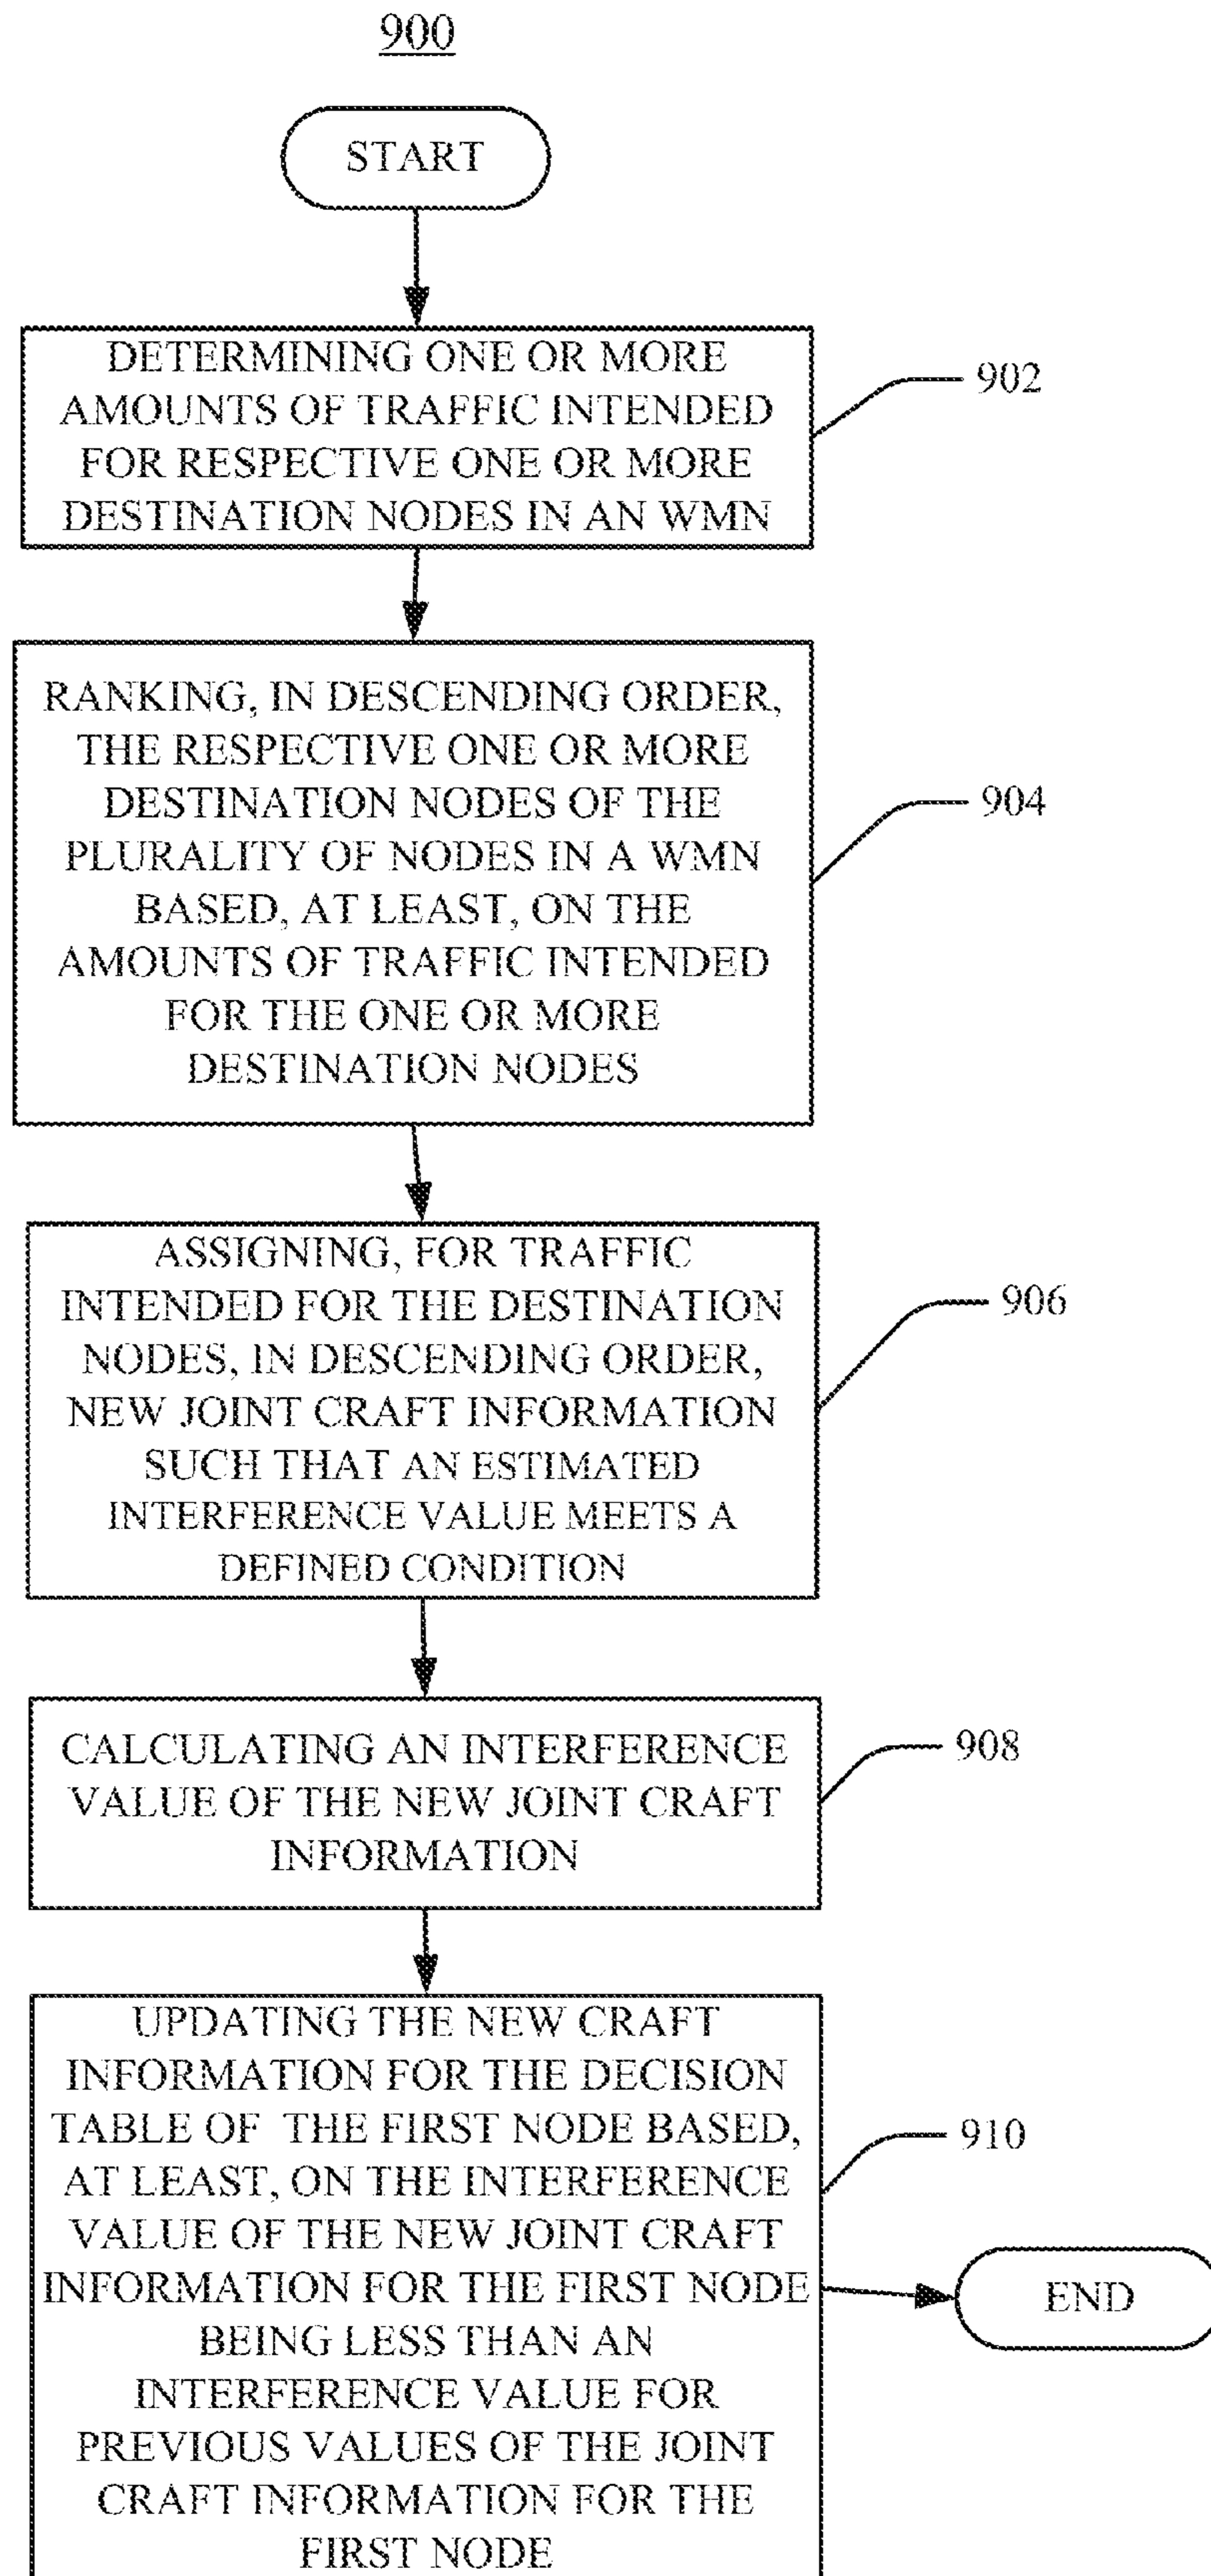 900
START
DETERMINING ONE OR MORE
AMOUNTS OF TRAFFIC INTENDED
FOR RESPECTIVE ONE OR MORE
DESTINATION NODES IN AN WMN
902
RANKING, IN DESCENDING ORDER,
THE RESPECTIVE ONE OR MORE
DESTINATION NODES OF THE
PLURALITY OF NODES IN A WMN
BASED, AT LEAST, ON THE
AMOUNTS OF TRAFFIC INTENDED
FOR THE ONE OR MORE
DESTINATION NODES
904
ASSIGNING, FOR TRAFFIC
INTENDED FOR THE DESTINATION
NODES, IN DESCENDING ORDER,
NEW JOINT CRAFT INFORMATION
SUCH THAT AN ESTIMATED
INTERFERENCE VALUE MEETS A
DEFINED CONDITION
906
CALCULATING AN INTERFERENCE
VALUE OF THE NEW JOINT CRAFT
INFORMATION
908
UPDATING THE NEW CRAFT
INFORMATION FOR THE DECISION
TABLE OF THE FIRST NODE BASED,
AT LEAST, ON THE INTERFERENCE
VALUE OF THE NEW JOINT CRAFT
INFORMATION FOR THE FIRST NODE
BEING LESS THAN AN
INTERFERENCE VALUE FOR
PREVIOUS VALUES OF THE JOINT
CRAFT INFORMATION FOR THE
FIRST NODE
910
END